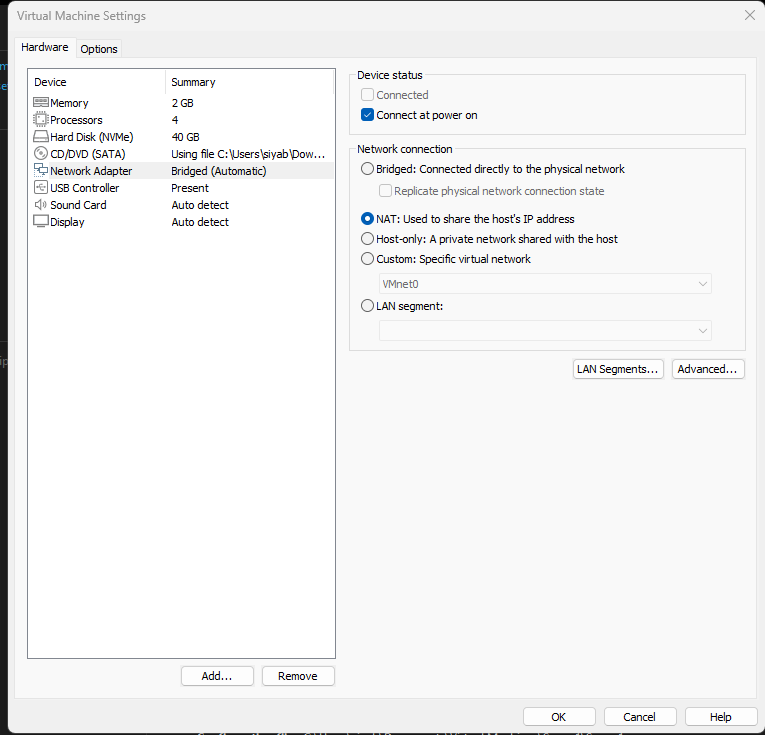 Virtual Machine Settings
Hardware Options
Device Summary
Memory 2 GB
Processors 4
Hard Disk (NVMe) 40 GB
CD/DVD (SATA) Using file C:\Users\siyab\Dow...
Network Adapter Bridged (Automatic)
USB Controller Present
Sound Card Auto detect
Display Auto detect
Add...
Remove
Device status
Connected
Connect at power on
Network connection
Bridged: Connected directly to the physical network
Replicate physical network connection state
NAT: Used to share the host's IP address
Host-only: A private network shared with the host
Custom: Specific virtual network
VMnet0
LAN segment:
LAN Segments... Advanced...
OK Cancel Help